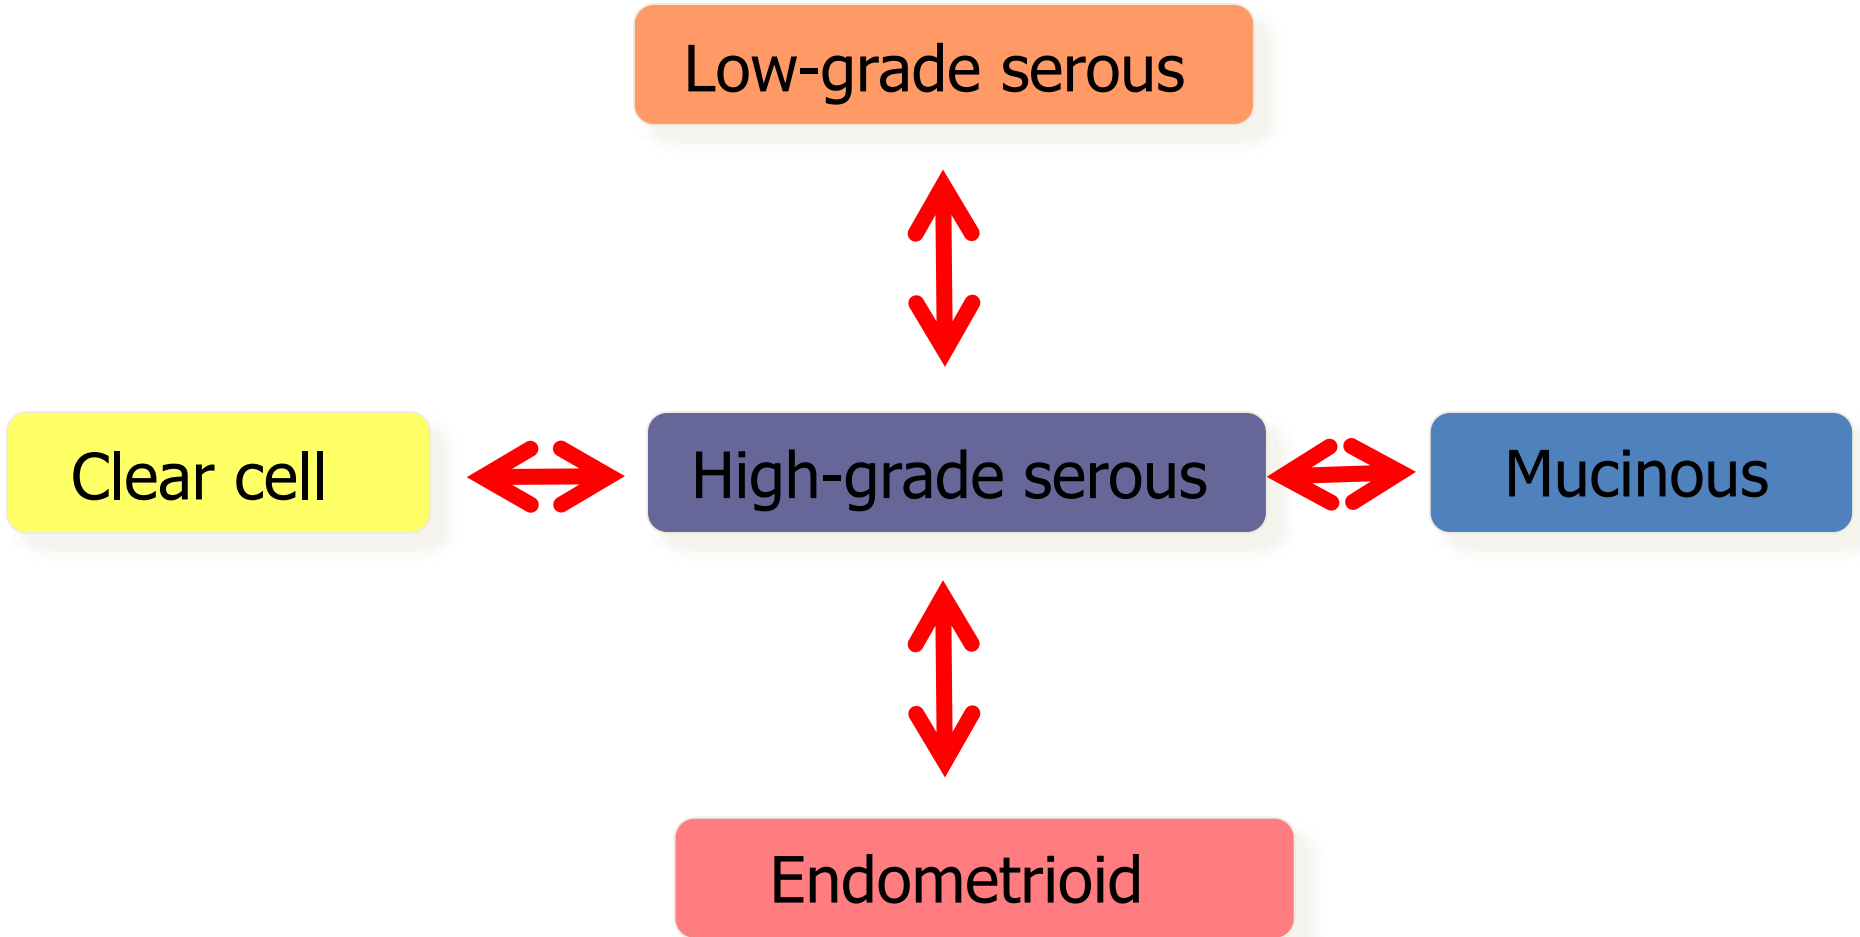 Low-grade serous
Clear cell
High-grade serous
Mucinous
Endometrioid